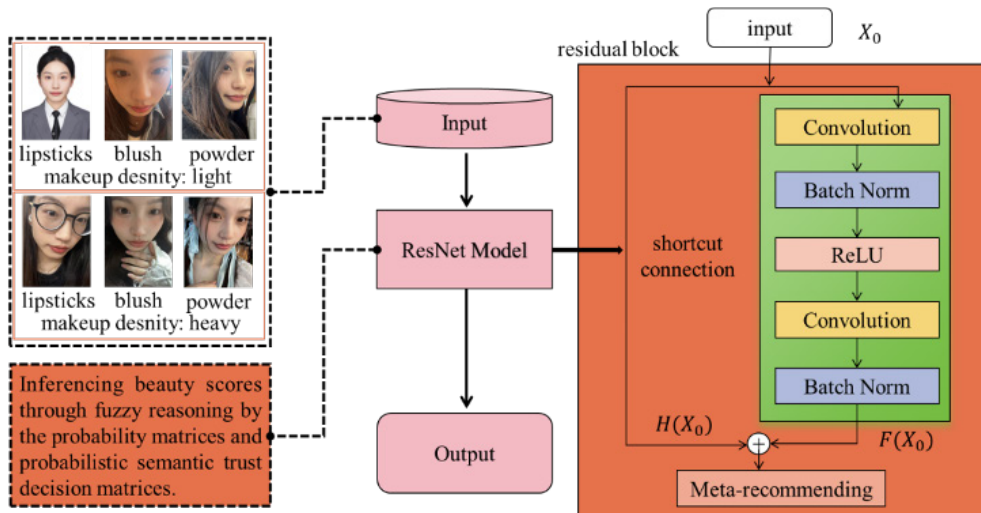 lipsticks blush powder
makeup desnity: light
lipsticks blush powder
makeup desnity: heavy
Inferencing beauty scores
through fuzzy reasoning by
the probability matrices and
probabilistic semantic trust
decision matrices.
Input
ResNet Model
Output
residual block
input
X₀
shortcut
connection
Convolution
Batch Norm
ReLU
Convolution
Batch Norm
H(X₀)
+
F(X₀)
Meta-recommending